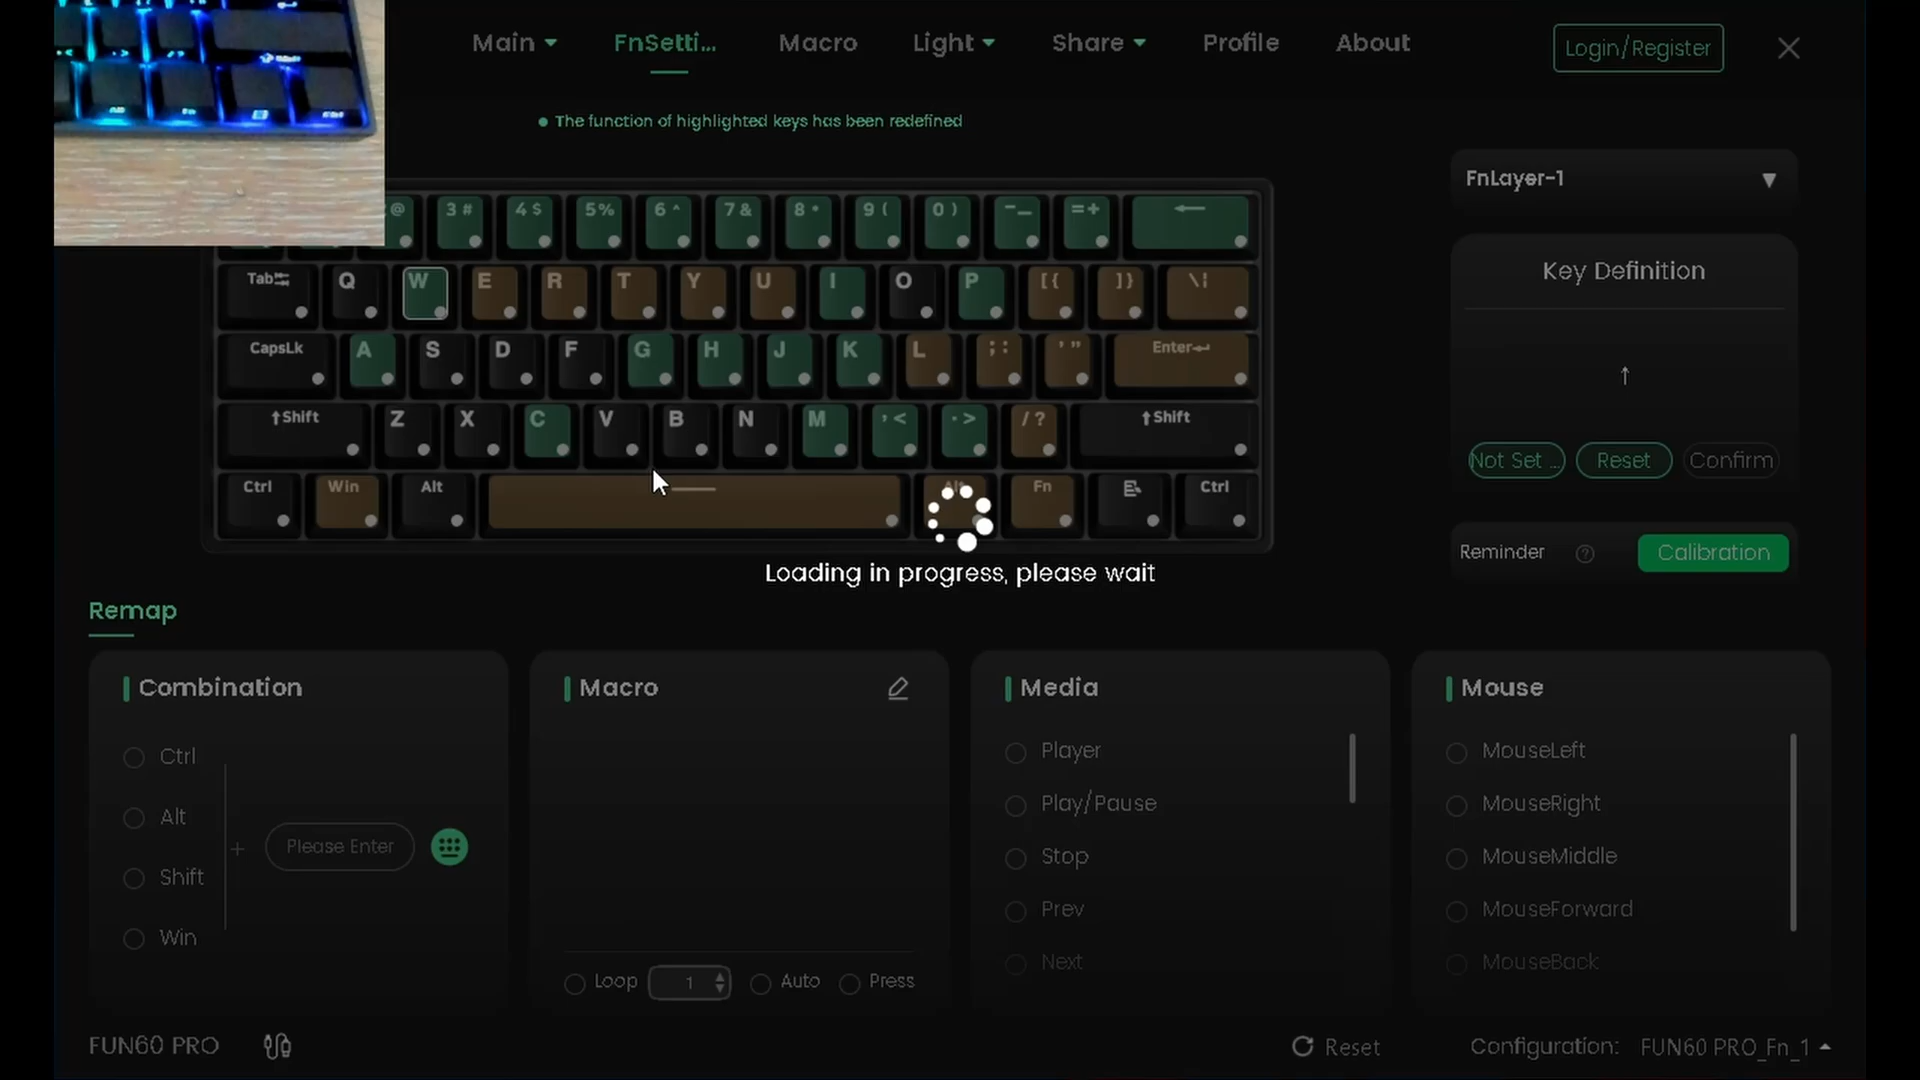 Main FnSetti... Macro Light Share Profile About Login/Register
The function of highlighted keys has been redefined
FnLayer-1
@ 3 # 4 $ 5% 6 ^ 7 & 8 * 9 ( 0 ) -_ =+ ←
Tab Q W E R T Y U I O P [{ ]} \|
Key Definition
CapsLk A S D F G H J K L ;: '" Enter
↑
↑Shift Z X C V B N M ,< .> /? ↑Shift
Not Set ... Reset Confirm
Ctrl Win Alt Alt Fn Ctrl
Reminder ? Calibration
Loading in progress, please wait
Remap
Combination
Ctrl
Alt
Shift
Win
+ Please Enter
Macro
Loop 1 Auto Press
Media
Player
Play/Pause
Stop
Prev
Next
Mouse
MouseLeft
MouseRight
MouseMiddle
MouseForward
MouseBack
FUN60 PRO
Reset
Configuration: FUN60 PRO_Fn_1